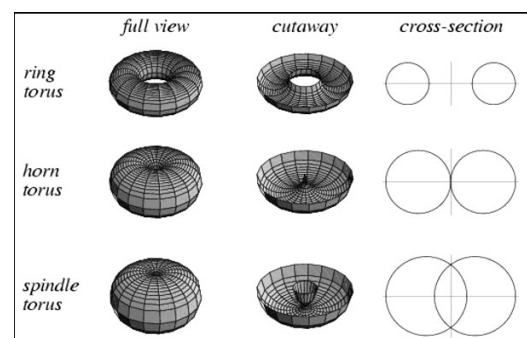 full view cutaway cross-section
ring
torus
horn
torus
spindle
torus